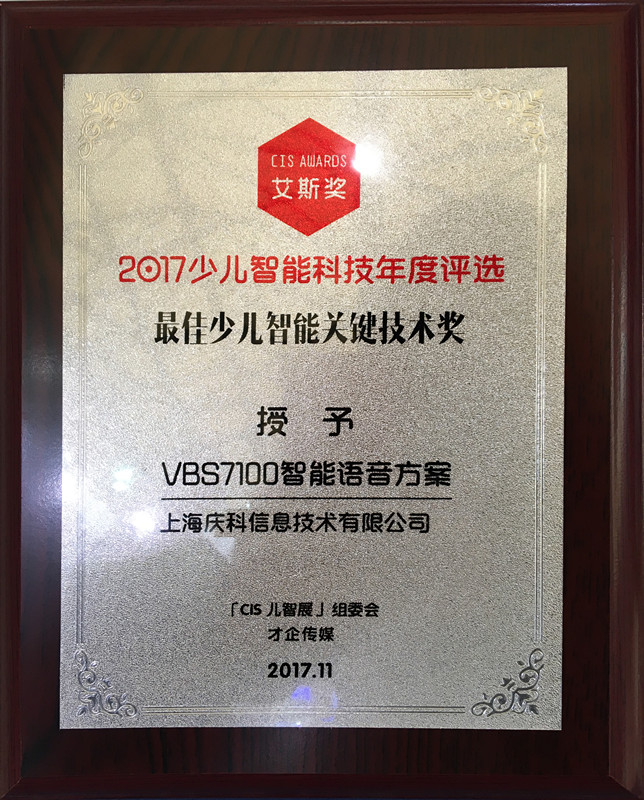 CIS AWARDS
艾斯奖
2017少儿智能科技年度评选
最佳少儿智能关键技术奖
授 予
VBS7100智能语音方案
上海庆科信息技术有限公司
「CIS 儿智展」组委会
才企传媒
2017.11